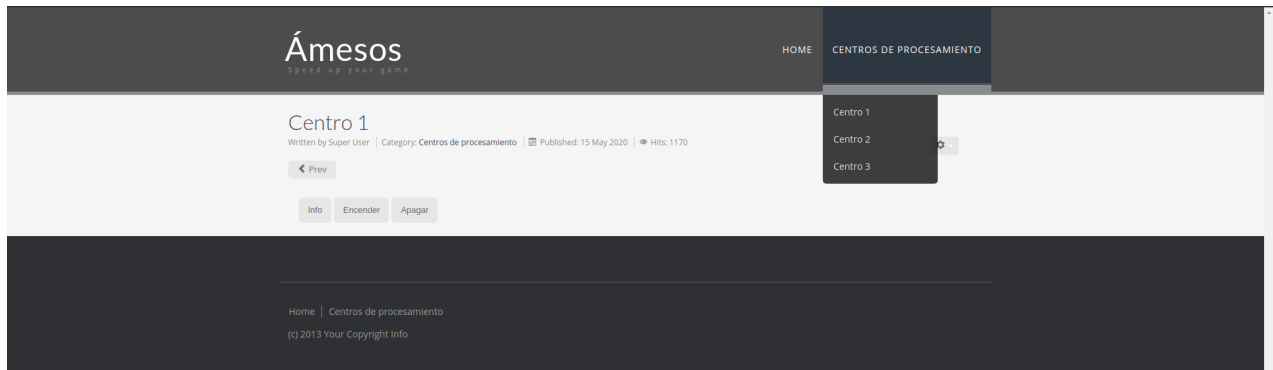 Ámesos
Speed up your game.
HOME CENTROS DE PROCESAMIENTO
Centro 1
Centro 2
Centro 3
Centro 1
Written by Super User Category: Centros de procesamiento Published: 15 May 2020 Hits: 1170
Prev
Info Encender Apagar
Home Centros de procesamiento
(c) 2013 Your Copyright Info